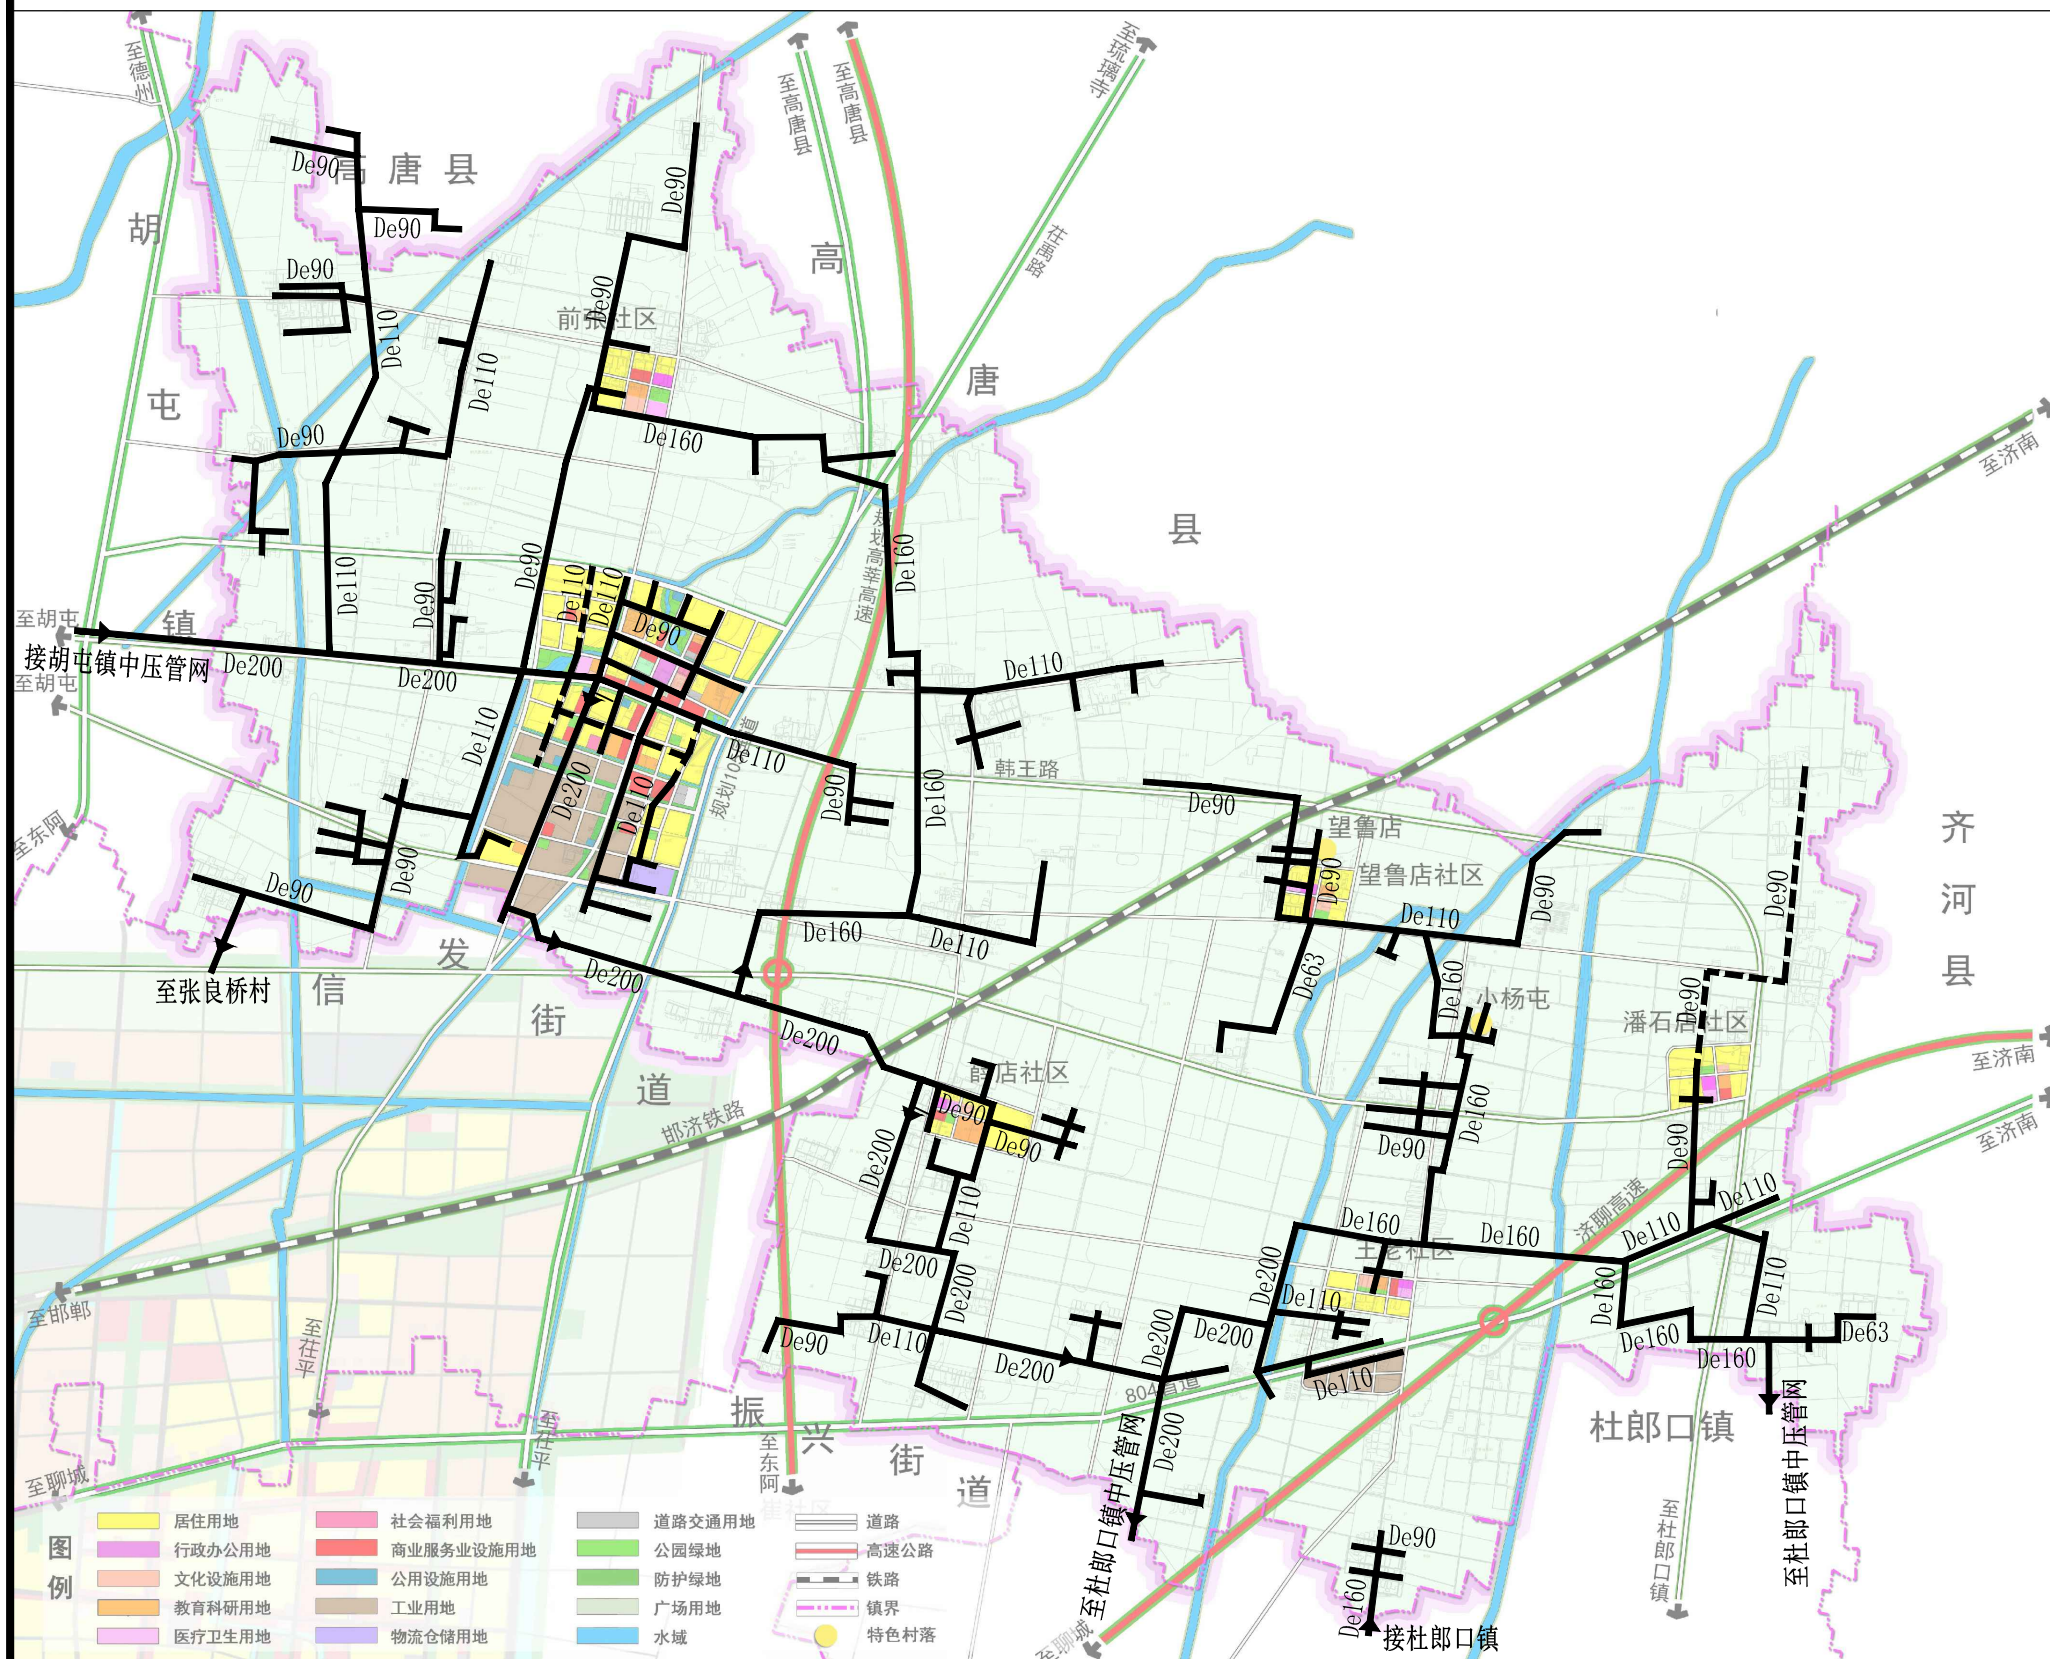 至德州
至高唐县
至高唐县
至琉璃寺
De90
高唐县
De90
胡
De90
高
茌禹路
De90
De90
前张社区
De110
De110
唐
屯
De90
De160
县
至济南
De160
规划高莘高速
De90
De110
De110
De110
De90
De90
至胡屯
镇
接胡屯镇中压管网
De200
De200
至胡屯
De110
De110
De110
韩王路
De200
De110
De90
De160
De90
望鲁店
望鲁店社区
齐
河
县
至东阿
De90
De90
De90
De110
De90
De90
De160
De110
信
发
街
道
至张良桥村
De200
De63
De160
小杨屯
De90
潘石店社区
De200
薛店社区
至济南
邯济铁路
De90
De90
De200
De160
De90
De90
至济南
De110
De110
济聊高速
De160
De160
De110
王老社区
De200
De200
De200
De110
De160
De110
至邯郸
至茌平
De90
De110
De200
De200
De200
De160
De160
De63
804省道
De110
振
兴
街
道
至东阿
至茌平
至聊城
De200
至杜郎口镇中压管网
杜郎口镇
至杜郎口镇中压管网
至杜郎口镇
De90
De160
接杜郎口镇
至聊城
崔社区
图例
居住用地
行政办公用地
文化设施用地
教育科研用地
医疗卫生用地
社会福利用地
商业服务业设施用地
公用设施用地
工业用地
物流仓储用地
道路交通用地
公园绿地
防护绿地
广场用地
水域
道路
高速公路
铁路
镇界
特色村落